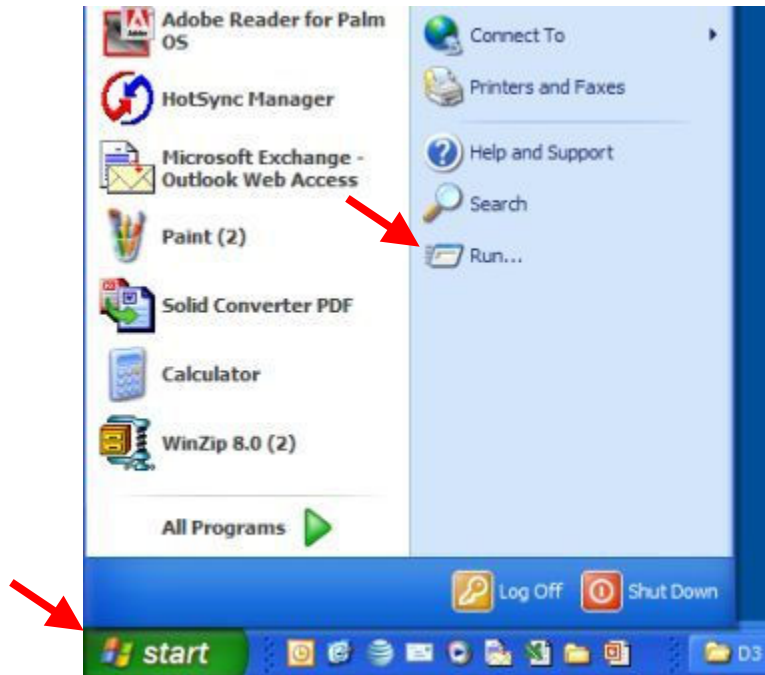 Adobe Reader for Palm
OS
HotSync Manager
Microsoft Exchange -
Outlook Web Access
Paint (2)
Solid Converter PDF
Calculator
WinZip 8.0 (2)
All Programs
Connect To
Printers and Faxes
Help and Support
Search
Run...
Log Off
Shut Down
start
D3